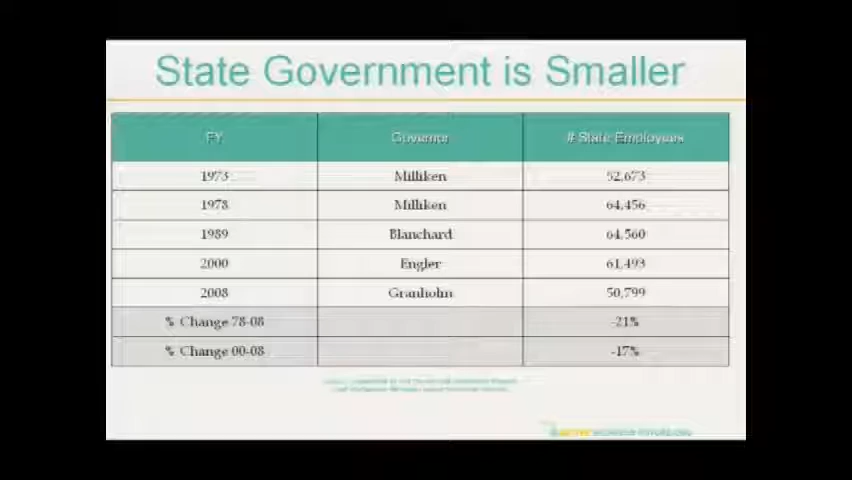 State Government is Smaller
FY Governor # State Employees
1973 Milliken 52,673
1978 Milliken 64,456
1989 Blanchard 64,560
2000 Engler 61,493
2008 Granholm 50,799
% Change 78-08 -21%
% Change 00-08 -17%